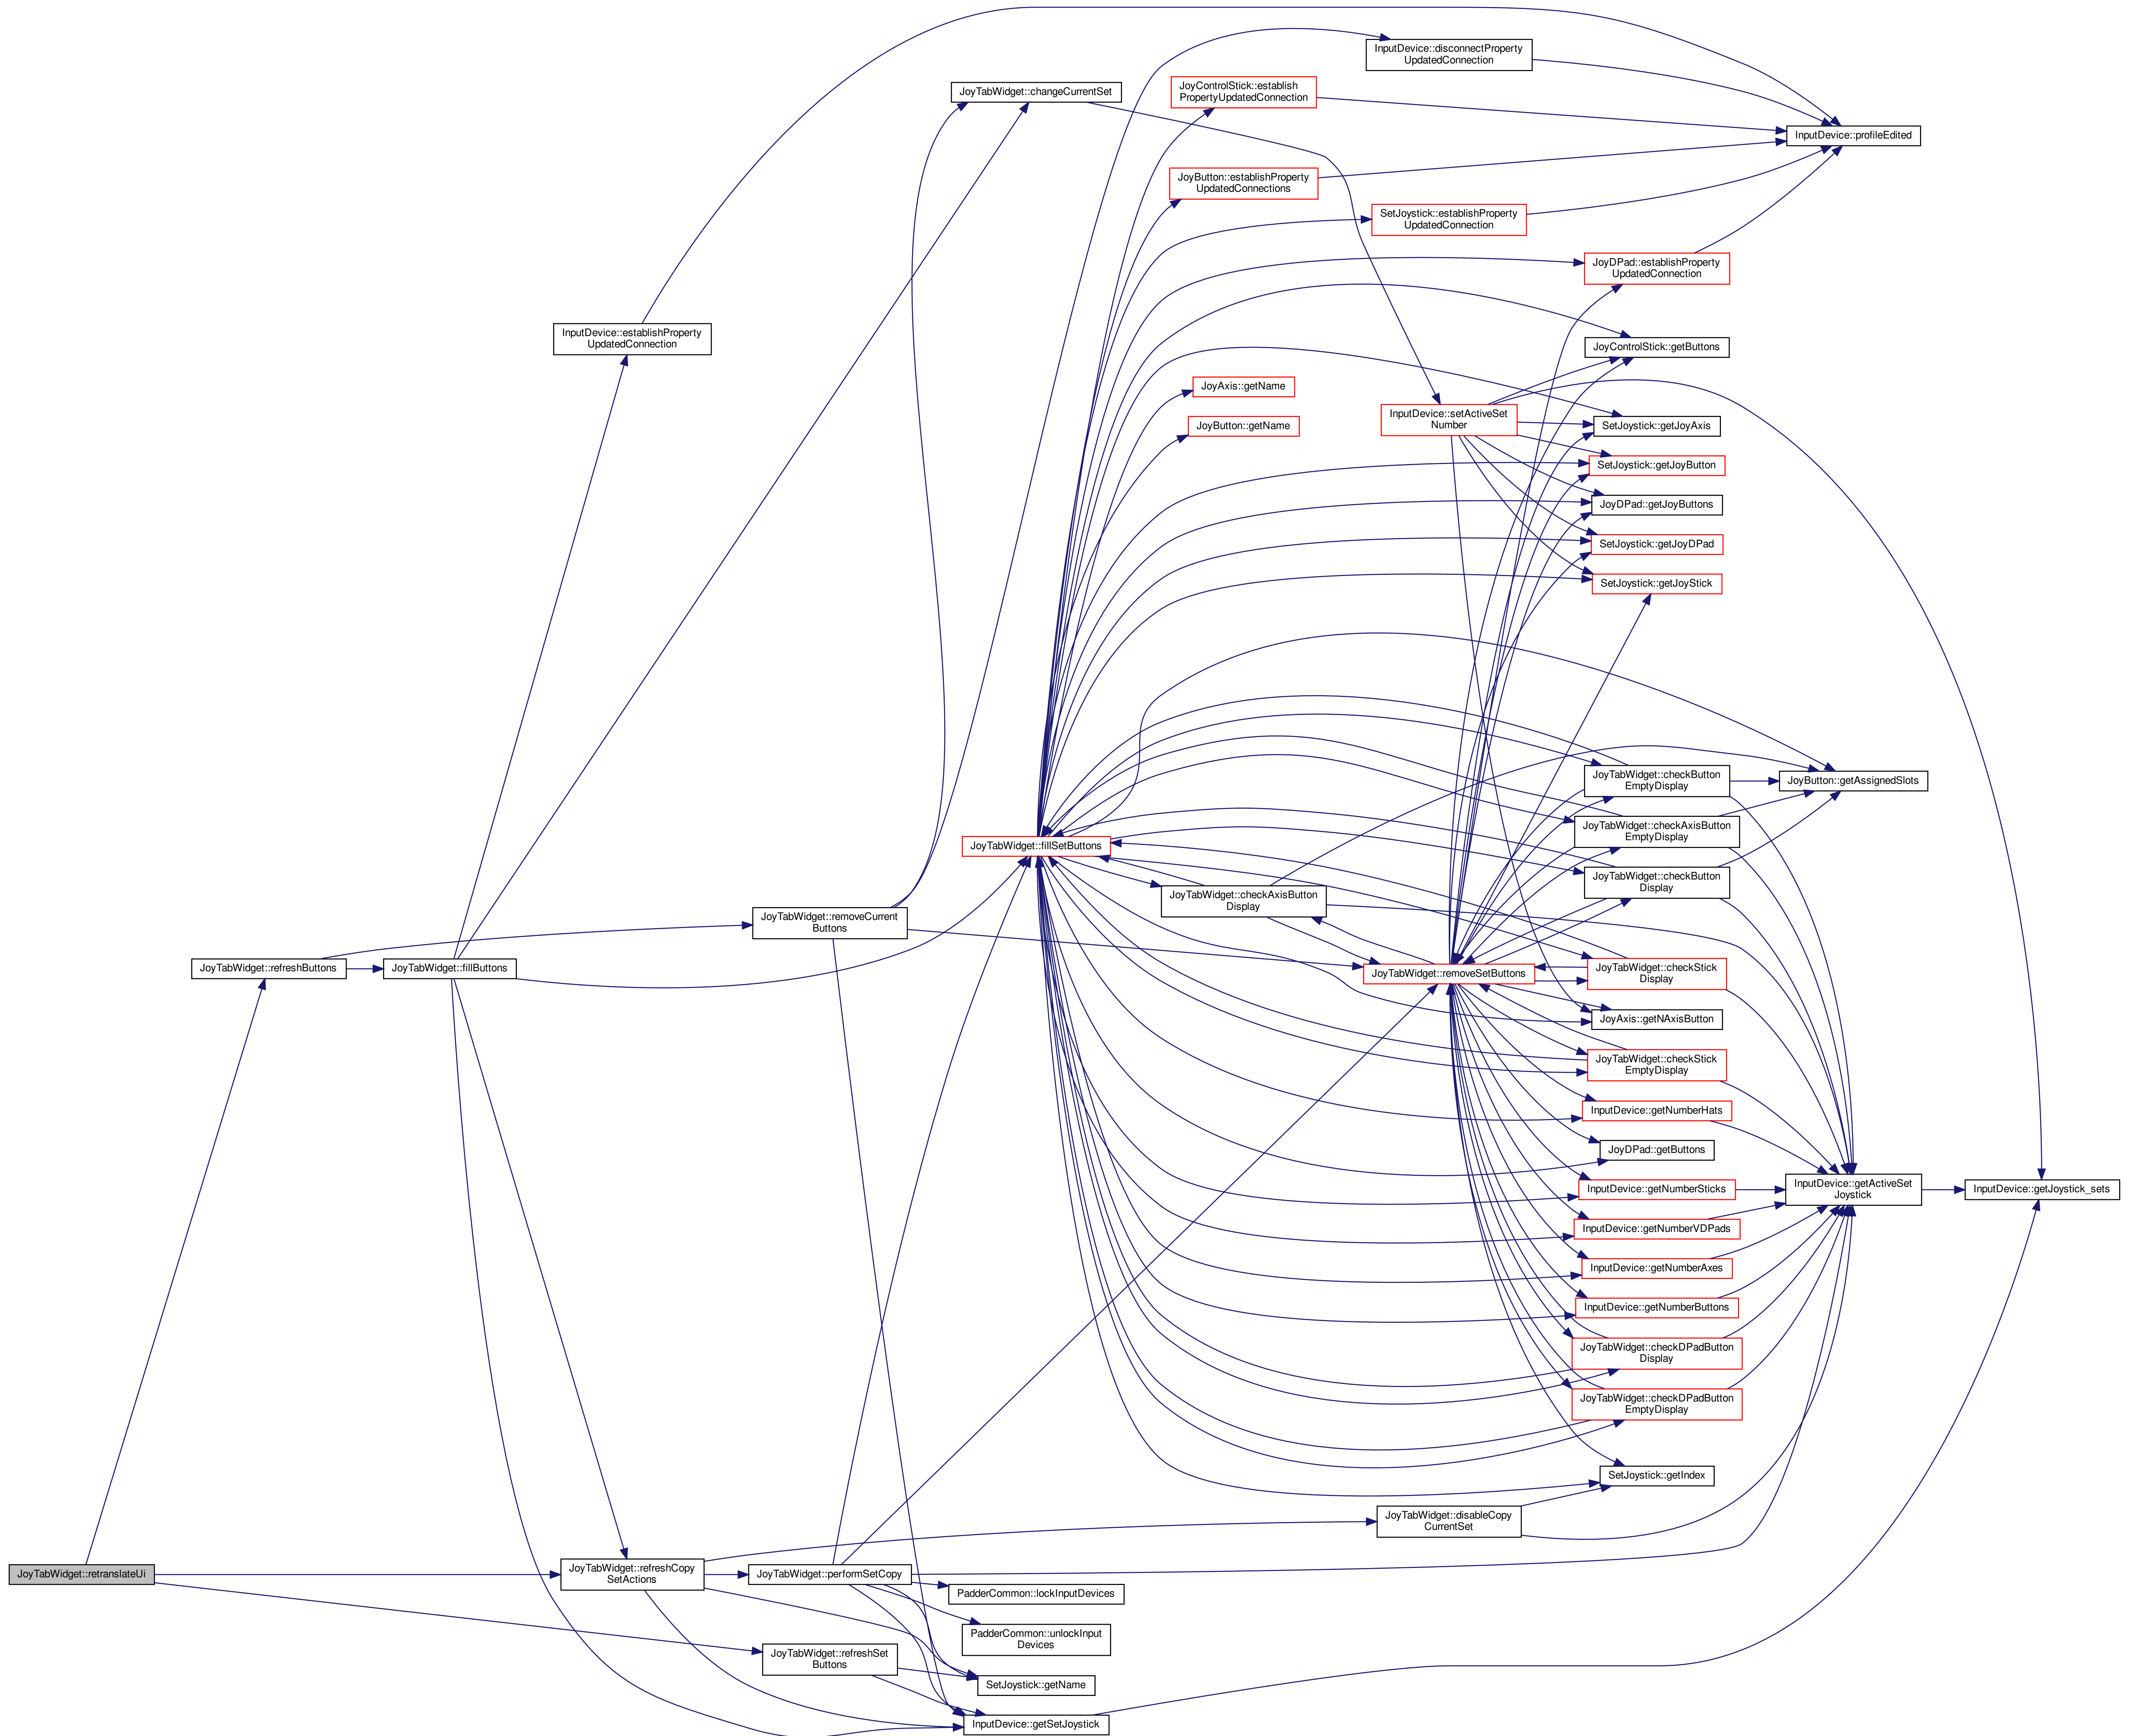 InputDevice::disconnectProperty
UpdatedConnection
JoyTabWidget::changeCurrentSet
JoyControlStick::establish
PropertyUpdatedConnection
InputDevice::profileEdited
JoyButton::establishProperty
UpdatedConnections
SetJoystick::establishProperty
UpdatedConnection
JoyDPad::establishProperty
UpdatedConnection
InputDevice::establishProperty
UpdatedConnection
JoyControlStick::getButtons
JoyAxis::getName
InputDevice::setActiveSet
Number
JoyButton::getName
SetJoystick::getJoyAxis
SetJoystick::getJoyButton
JoyDPad::getJoyButtons
SetJoystick::getJoyDPad
SetJoystick::getJoyStick
JoyTabWidget::checkButton
EmptyDisplay
JoyButton::getAssignedSlots
JoyTabWidget::checkAxisButton
EmptyDisplay
JoyTabWidget::fillSetButtons
JoyTabWidget::checkButton
Display
JoyTabWidget::checkAxisButton
Display
JoyTabWidget::removeCurrent
Buttons
JoyTabWidget::refreshButtons
JoyTabWidget::fillButtons
JoyTabWidget::removeSetButtons
JoyTabWidget::checkStick
Display
JoyAxis::getNAxisButton
JoyTabWidget::checkStick
EmptyDisplay
InputDevice::getNumberHats
JoyDPad::getButtons
InputDevice::getNumberSticks
InputDevice::getActiveSet
Joystick
InputDevice::getJoystick_sets
InputDevice::getNumberVDPads
InputDevice::getNumberAxes
InputDevice::getNumberButtons
JoyTabWidget::checkDPadButton
Display
JoyTabWidget::checkDPadButton
EmptyDisplay
SetJoystick::getIndex
JoyTabWidget::disableCopy
CurrentSet
JoyTabWidget::retranslateUi
JoyTabWidget::refreshCopy
SetActions
JoyTabWidget::performSetCopy
PadderCommon::lockInputDevices
PadderCommon::unlockInput
Devices
JoyTabWidget::refreshSet
Buttons
SetJoystick::getName
InputDevice::getSetJoystick